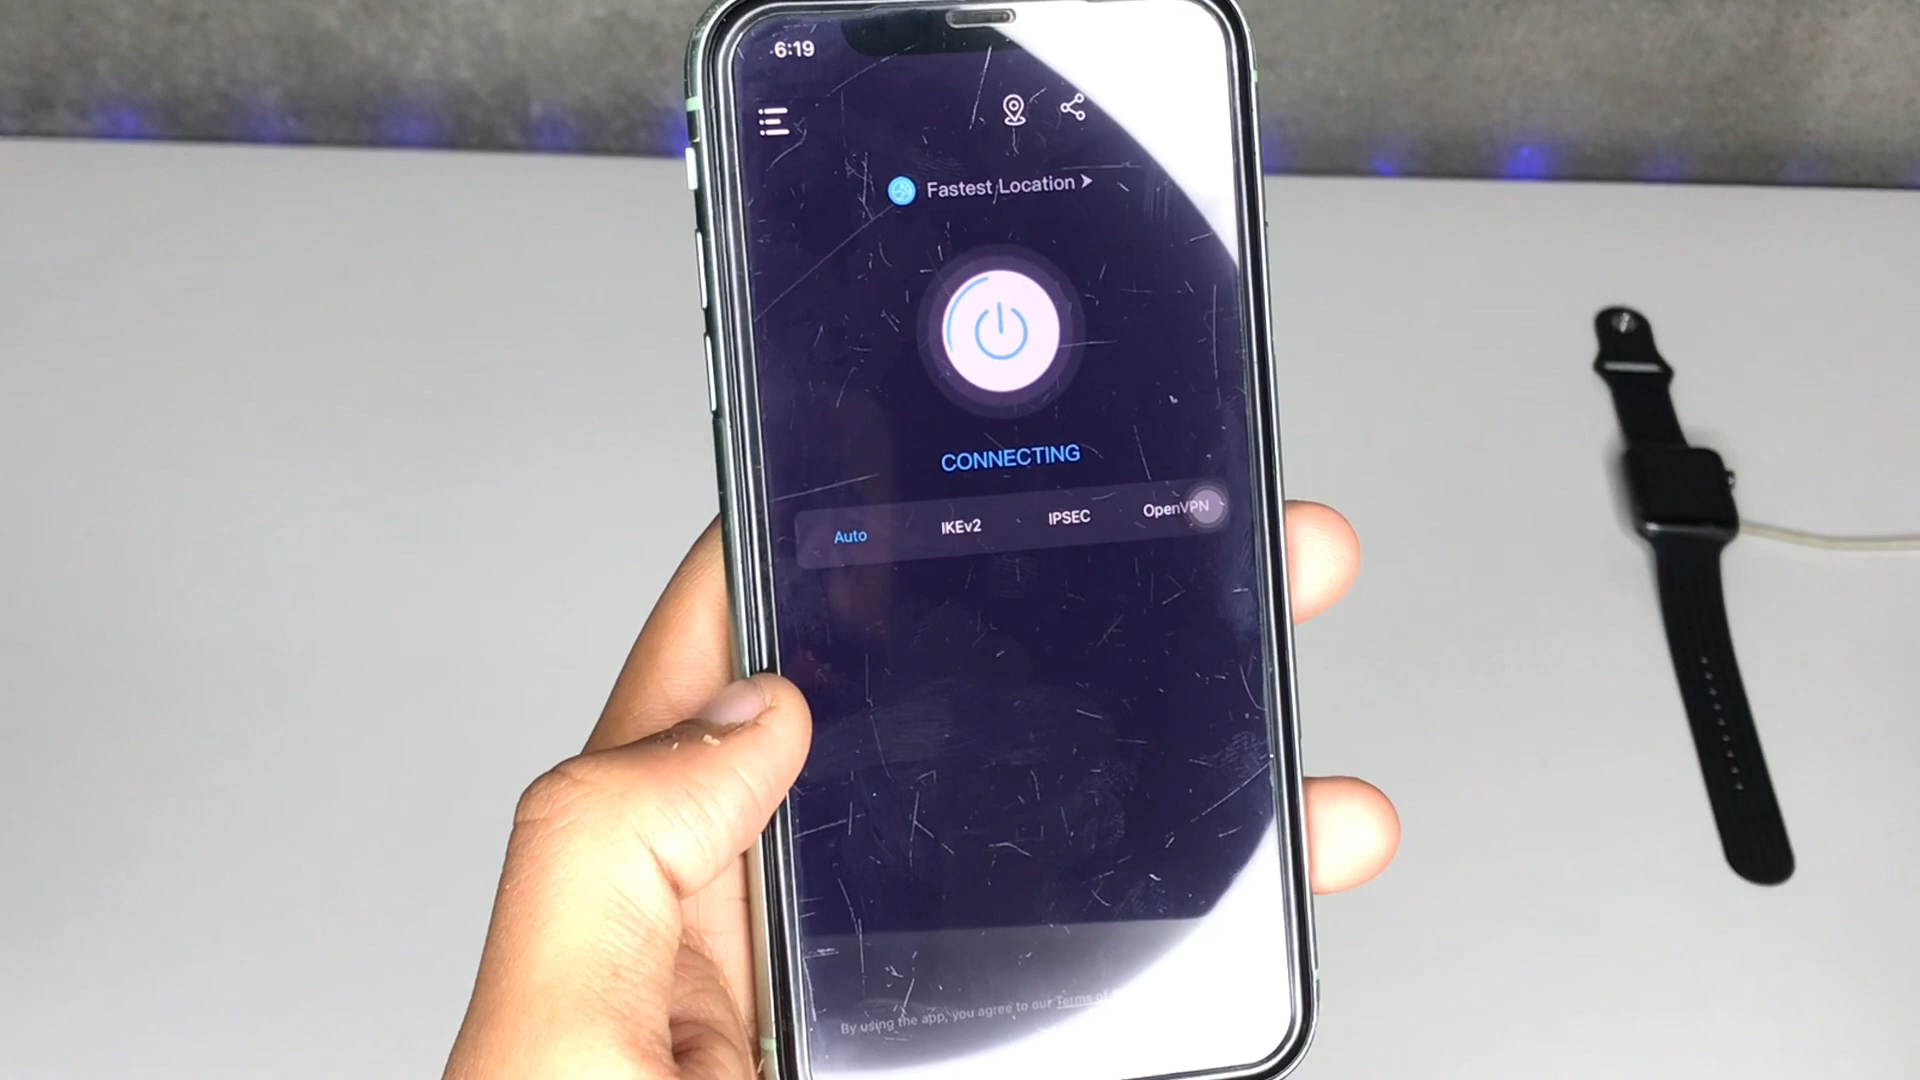 6:19
Fastest Location
CONNECTING
Auto IKEv2 IPSEC OpenVPN
By using the app, you agree to our Terms of